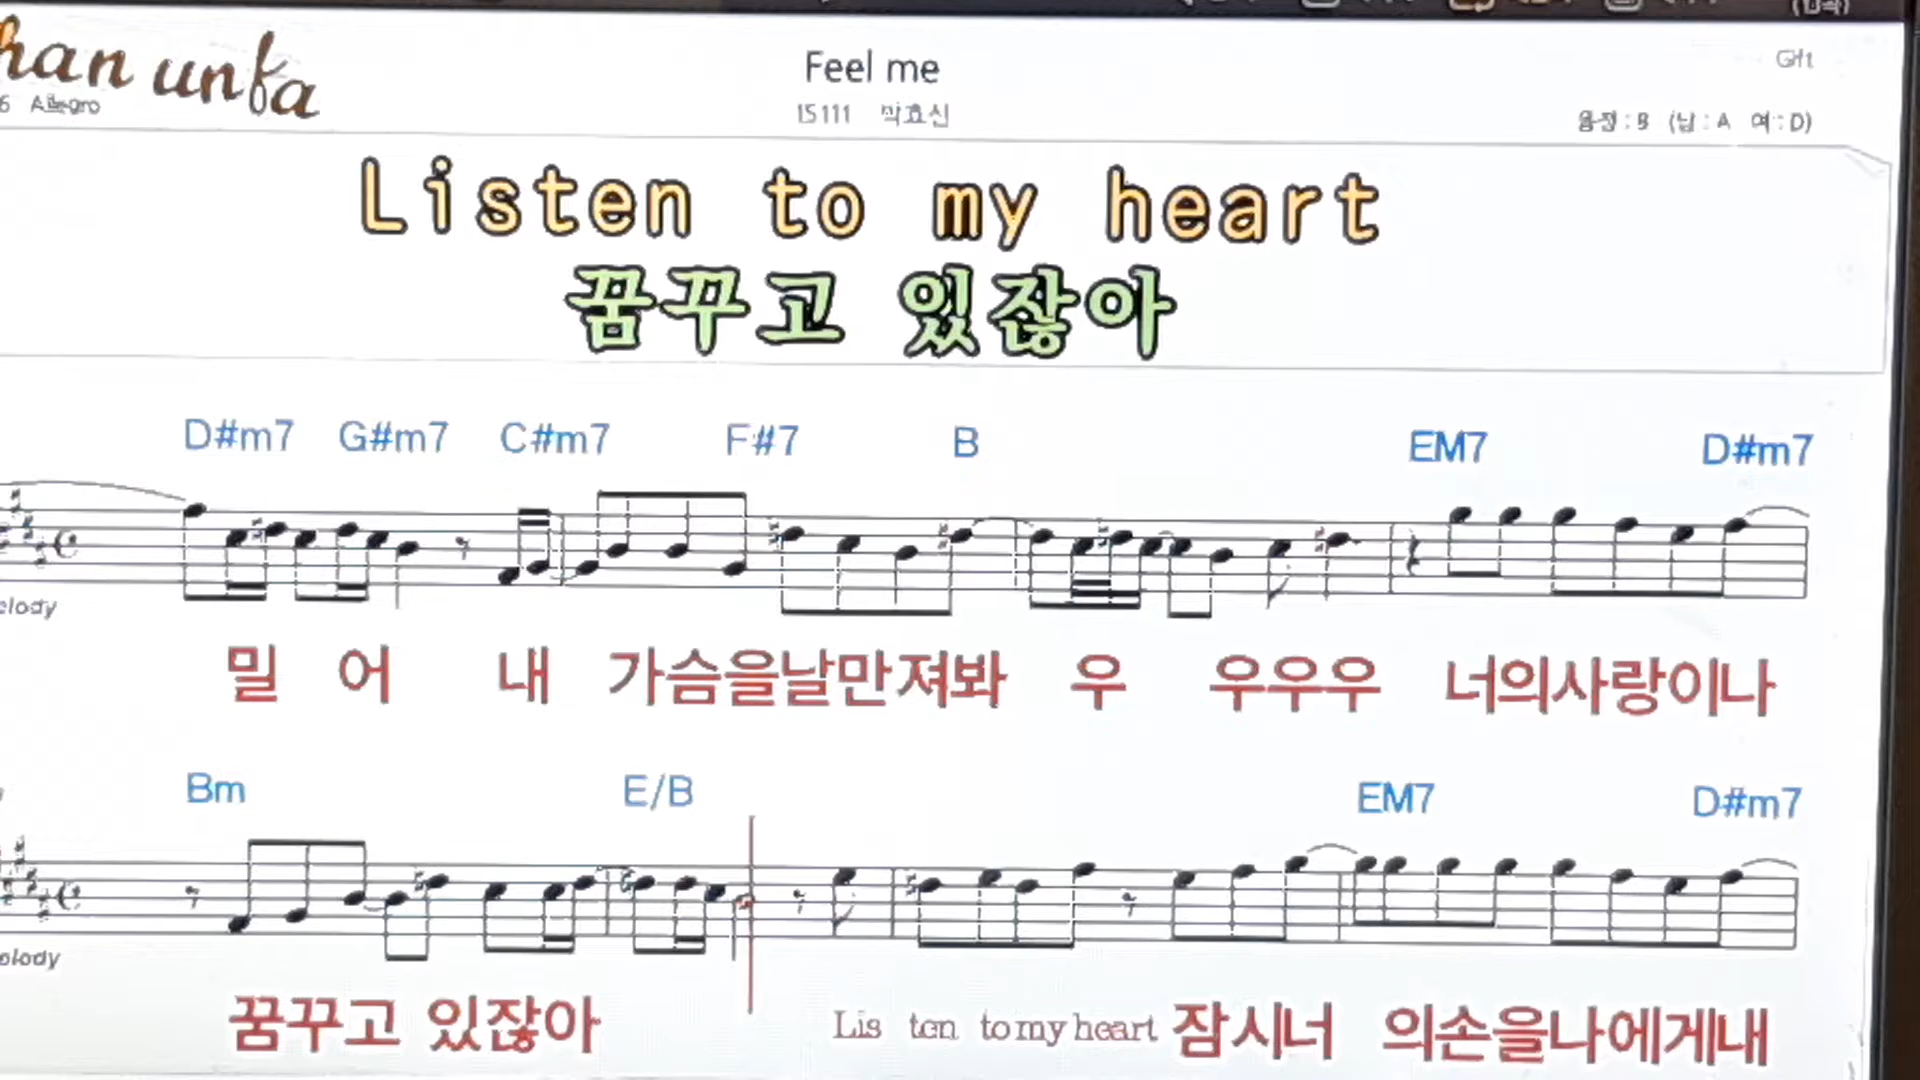 han unfa
Feel me
Gift
6 Allegro
15111 박효신
음정 : B (남 : A 여 : D)
Listen to my heart
꿈꾸고 있잖아
D#m7 G#m7 C#m7 F#7 B EM7 D#m7
elody
밀 어 내 가슴을날만져봐 우 우우우 너의사랑이나
Bm E/B EM7 D#m7
elody
꿈꾸고 있잖아 Lis ten to my heart 잠시너 의손을나에게내